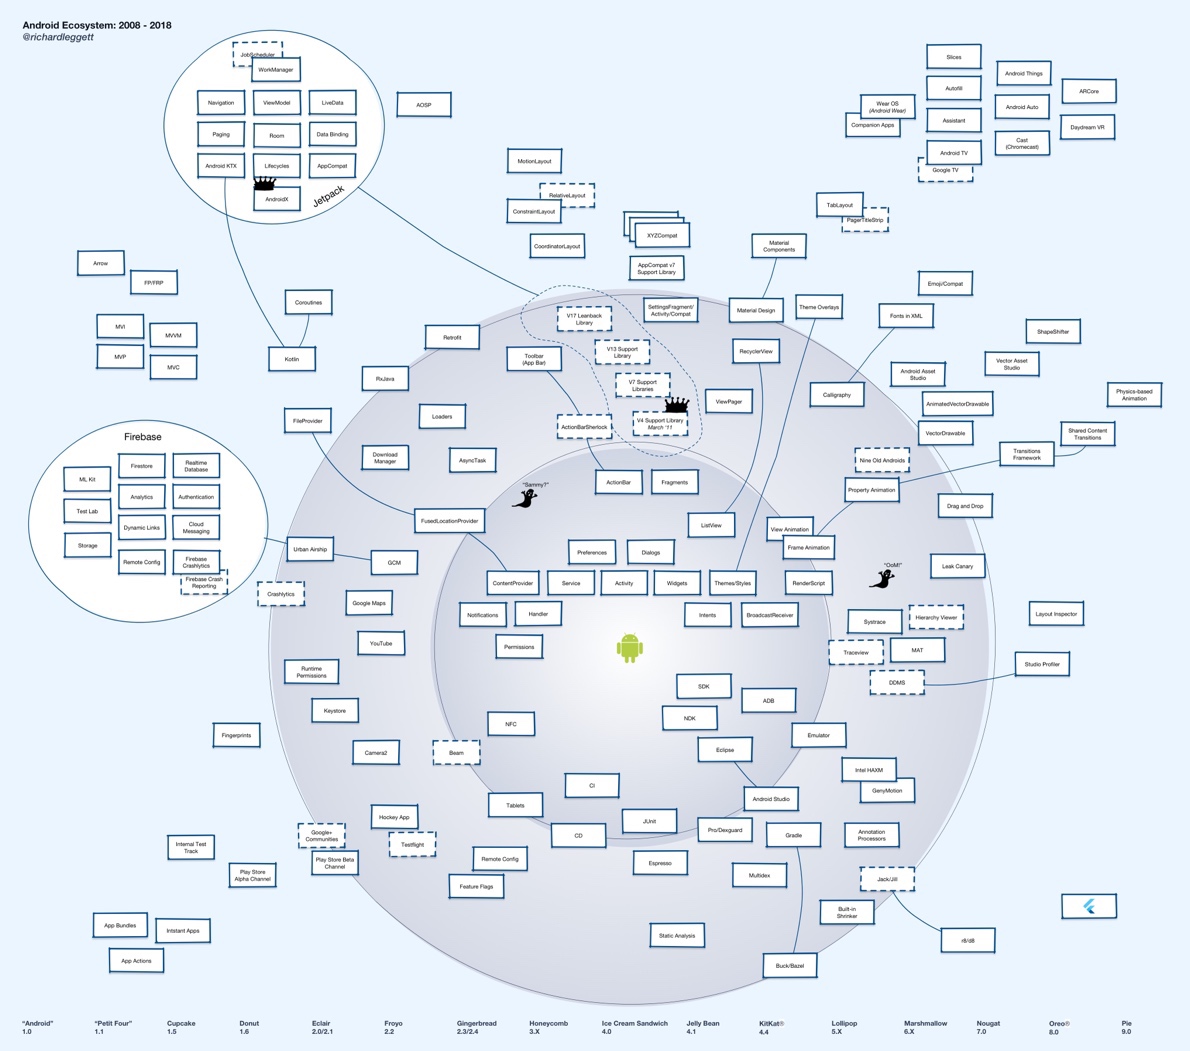 Android Ecosystem: 2008 - 2018
@richardleggett
JobScheduler
WorkManager
Navigation
ViewModel
LiveData
Paging
Room
Data Binding
Android KTX
Lifecycles
AppCompat
AndroidX
Jetpack
AOSP
MotionLayout
RelativeLayout
ConstraintLayout
CoordinatorLayout
XYZCompat
AppCompat v7
Support Library
Slices
Autofill
Assistant
Android TV
Google TV
Wear OS
(Android Wear)
Companion Apps
Android Things
Android Auto
Cast
(Chromecast)
ARCore
Daydream VR
TabLayout
PagerTitleStrip
Material
Components
Emoji/Compat
Fonts in XML
ShapeShifter
Vector Asset
Studio
Android Asset
Studio
AnimatedVectorDrawable
VectorDrawable
Physics-based
Animation
Shared Content
Transitions
Transitions
Framework
Arrow
FP/FRP
MVI
MVVM
MVP
MVC
Coroutines
Kotlin
Retrofit
RxJava
Loaders
FileProvider
Download
Manager
AsyncTask
V17 Leanback
Library
V13 Support
Library
V7 Support
Libraries
V4 Support Library
March '11
SettingsFragment/
Activity/Compat
Material Design
Theme Overlays
Toolbar
(App Bar)
RecyclerView
ViewPager
Calligraphy
ActionBarSherlock
Nine Old Androids
Property Animation
Drag and Drop
Firebase
ML Kit
Firestore
Realtime
Database
Analytics
Authentication
Test Lab
Dynamic Links
Cloud
Messaging
Storage
Remote Config
Firebase
Crashlytics
Firebase Crash
Reporting
ActionBar
Fragments
"Sammy?"
FusedLocationProvider
ListView
View Animation
Frame Animation
Urban Airship
GCM
Crashlytics
Google Maps
YouTube
Runtime
Permissions
Keystore
Camera2
Fingerprints
Preferences
Dialogs
ContentProvider
Service
Activity
Widgets
Themes/Styles
RenderScript
Notifications
Handler
Intents
BroadcastReceiver
Permissions
"OoM!"
Leak Canary
Systrace
Hierarchy Viewer
Traceview
MAT
DDMS
Layout Inspector
Studio Profiler
SDK
ADB
NDK
NFC
Beam
Eclipse
Emulator
CI
Android Studio
Intel HAXM
GenyMotion
Tablets
JUnit
CD
Pro/Dexguard
Gradle
Annotation
Processors
Hockey App
Testflight
Google+
Communities
Play Store Beta
Channel
Internal Test
Track
Play Store
Alpha Channel
Remote Config
Feature Flags
Espresso
Multidex
Jack/Jill
Built-in
Shrinker
Static Analysis
Buck/Bazel
r8/d8
App Bundles
Intstant Apps
App Actions
"Android"
1.0
"Petit Four"
1.1
Cupcake
1.5
Donut
1.6
Eclair
2.0/2.1
Froyo
2.2
Gingerbread
2.3/2.4
Honeycomb
3.X
Ice Cream Sandwich
4.0
Jelly Bean
4.1
KitKat®
4.4
Lollipop
5.X
Marshmallow
6.X
Nougat
7.0
Oreo®
8.0
Pie
9.0